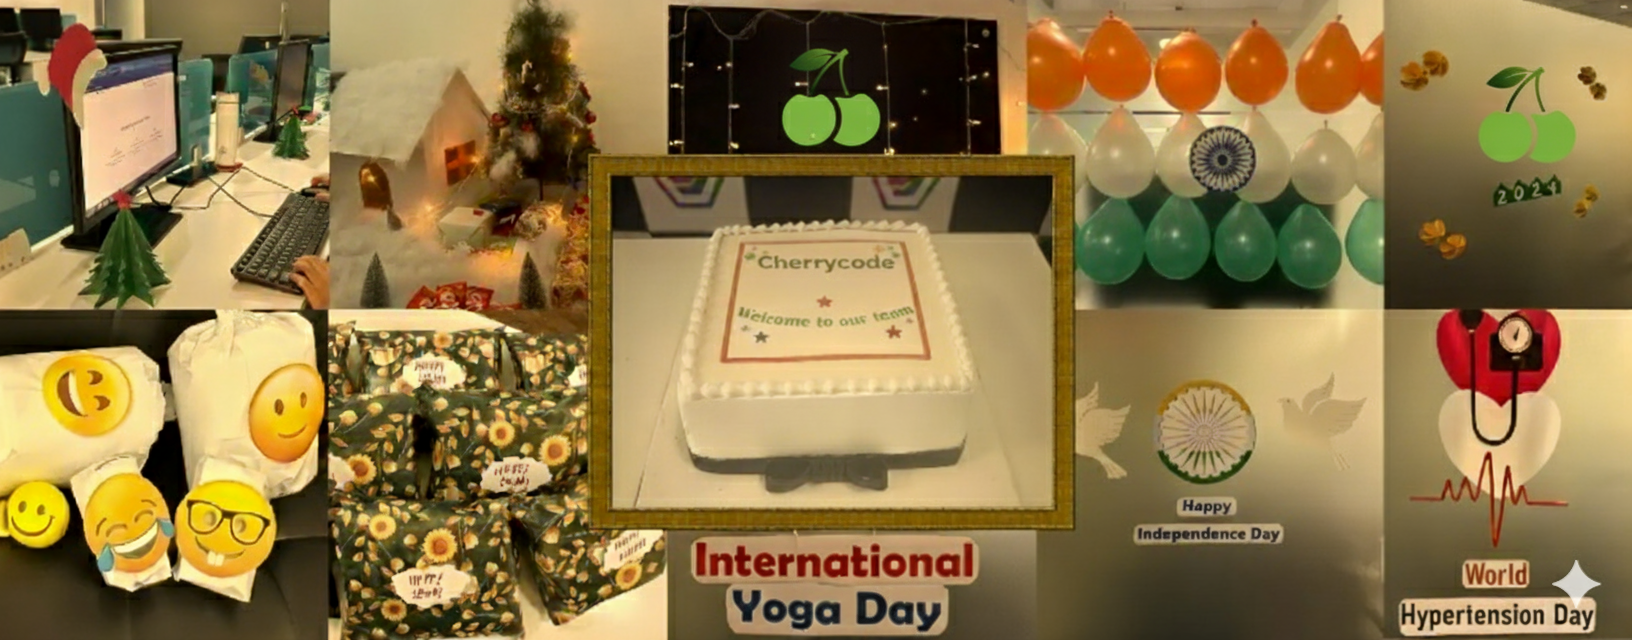 Cherrycode
Welcome to our team
2024
International
Yoga Day
Happy
Independence Day
World
Hypertension Day